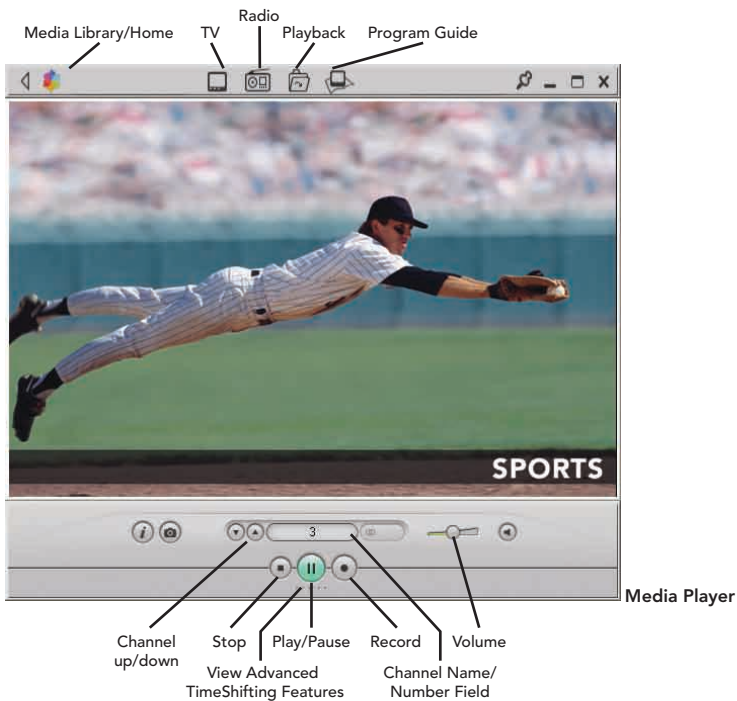 Radio
Media Library/Home TV Playback Program Guide
SPORTS
3
Media Player
Channel up/down
Stop
Play/Pause
Record
Volume
View Advanced
TimeShifting Features
Channel Name/
Number Field